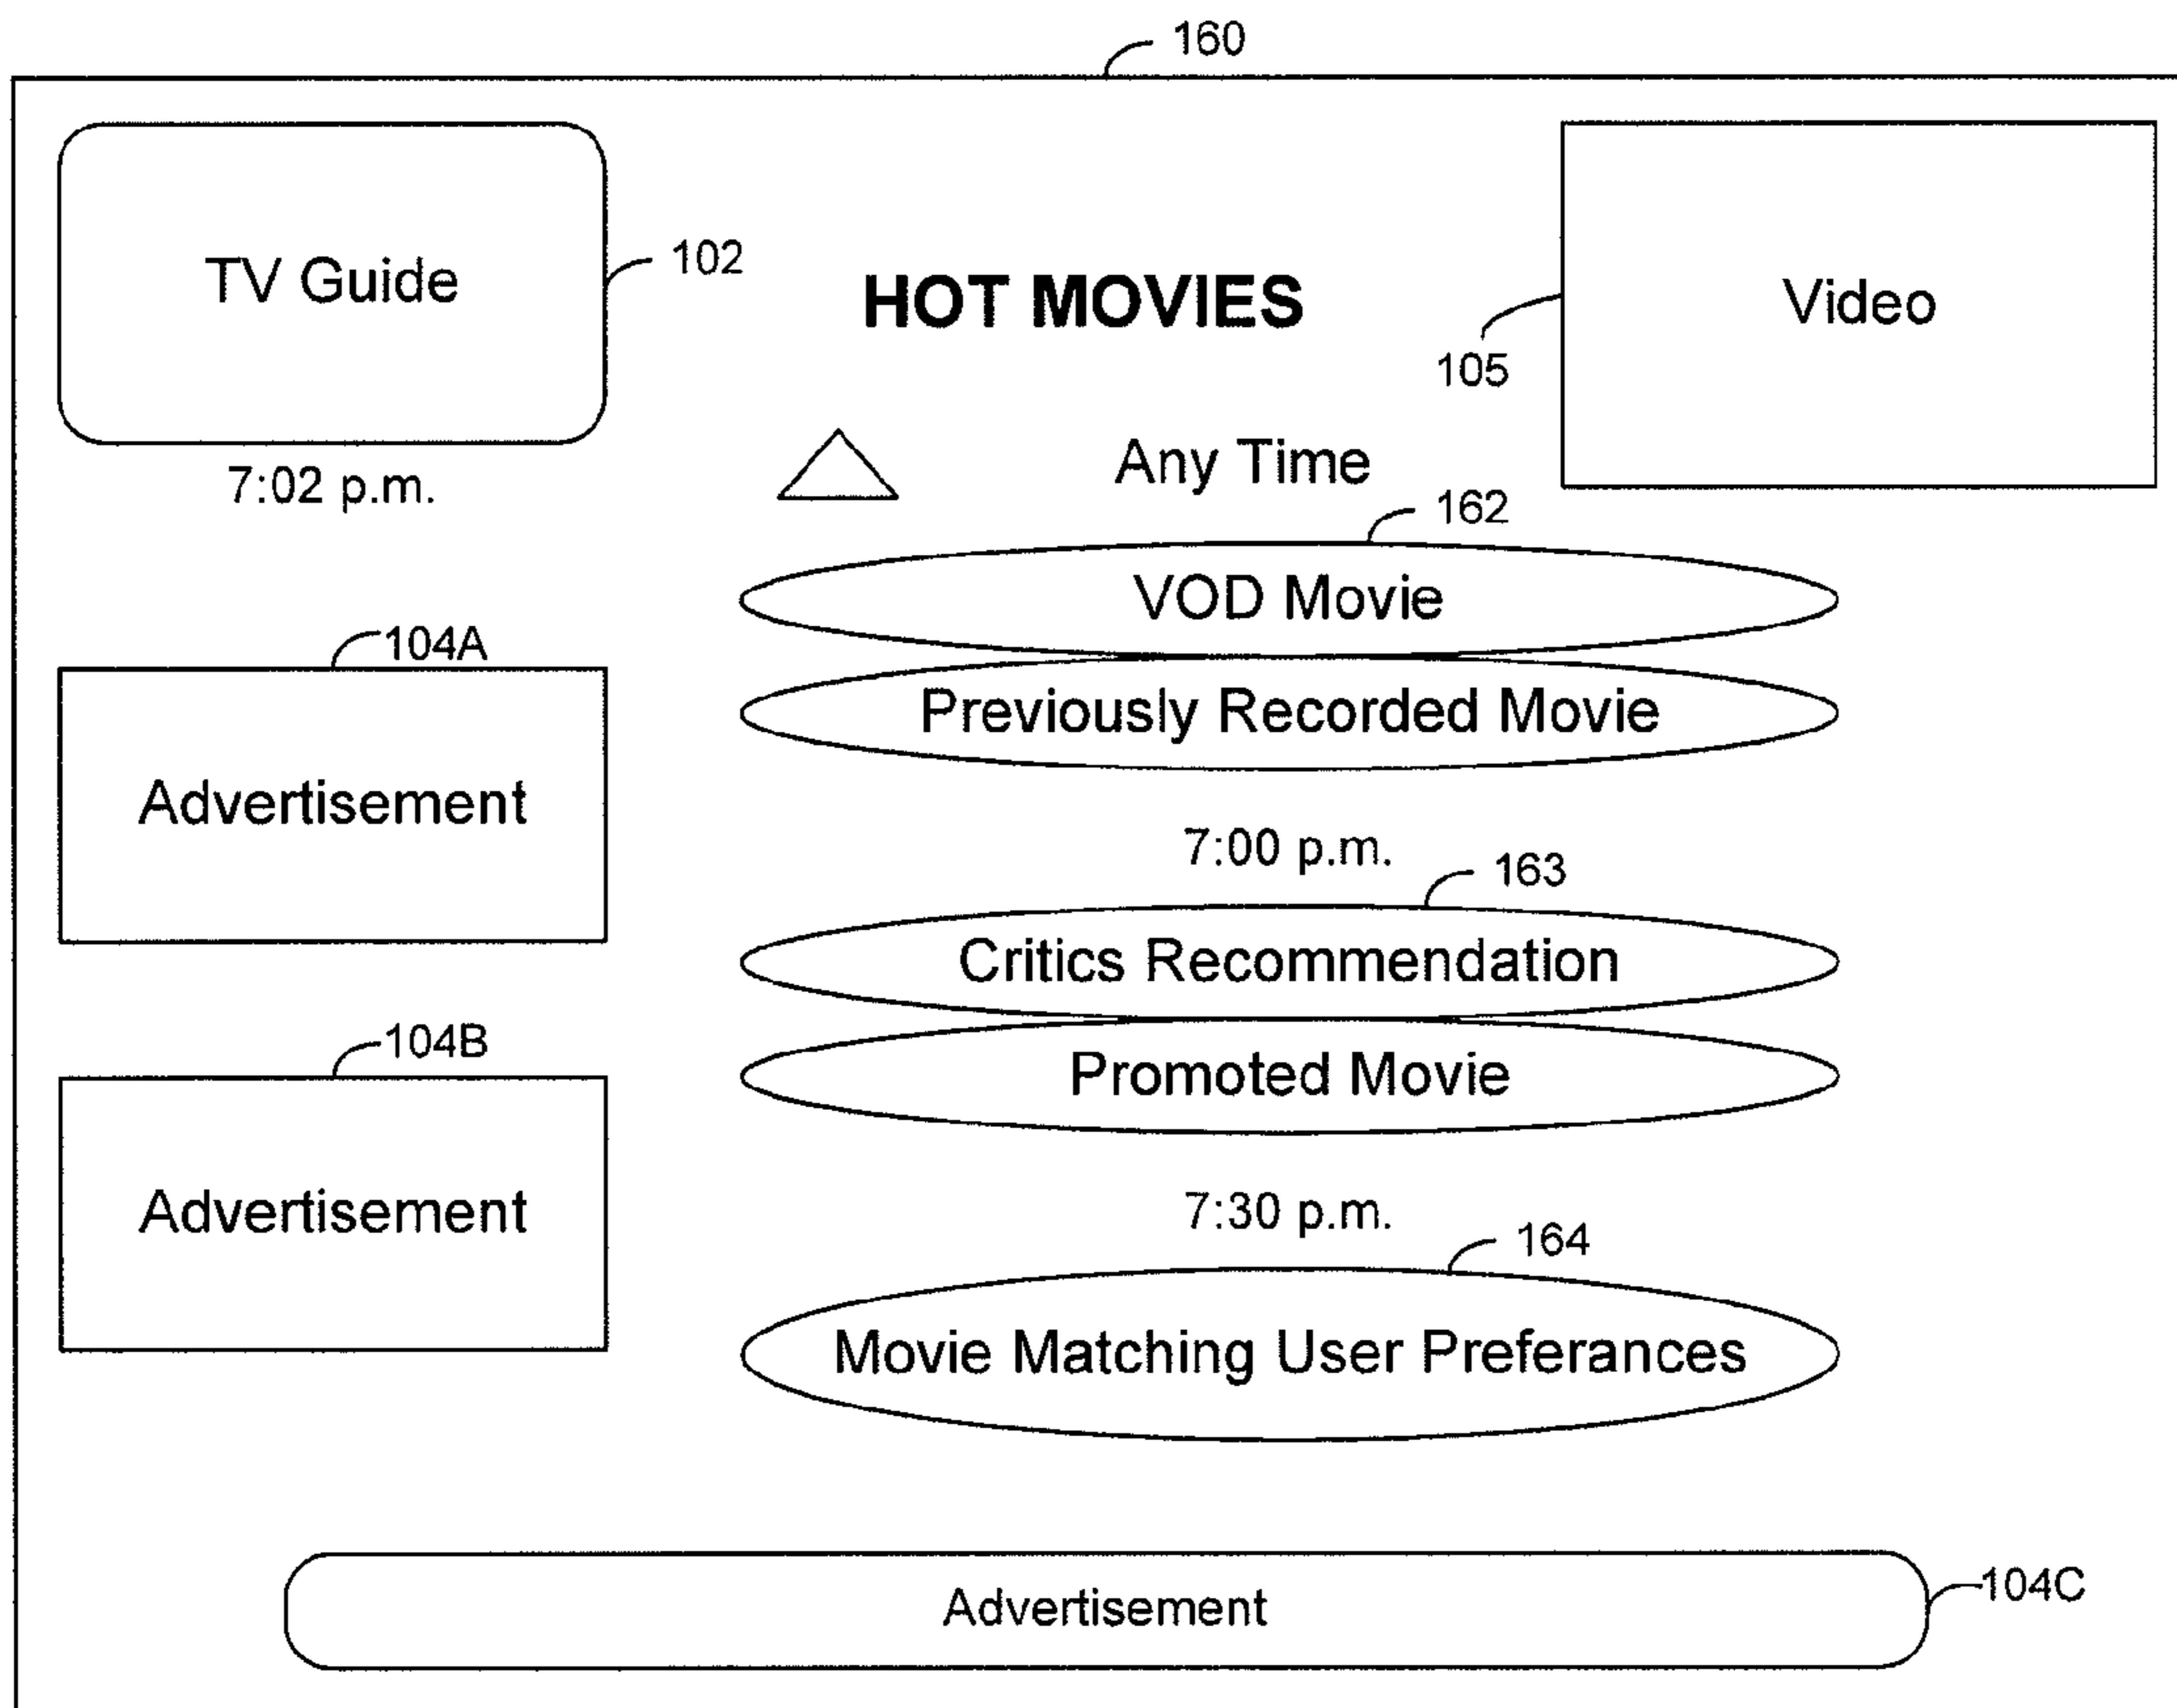 160
TV Guide
102
HOT MOVIES
Video
105
7:02 p.m.
Any Time
162
VOD Movie
104A
Previously Recorded Movie
Advertisement
7:00 p.m.
163
Critics Recommendation
104B
Promoted Movie
Advertisement
7:30 p.m.
164
Movie Matching User Preferances
Advertisement
104C